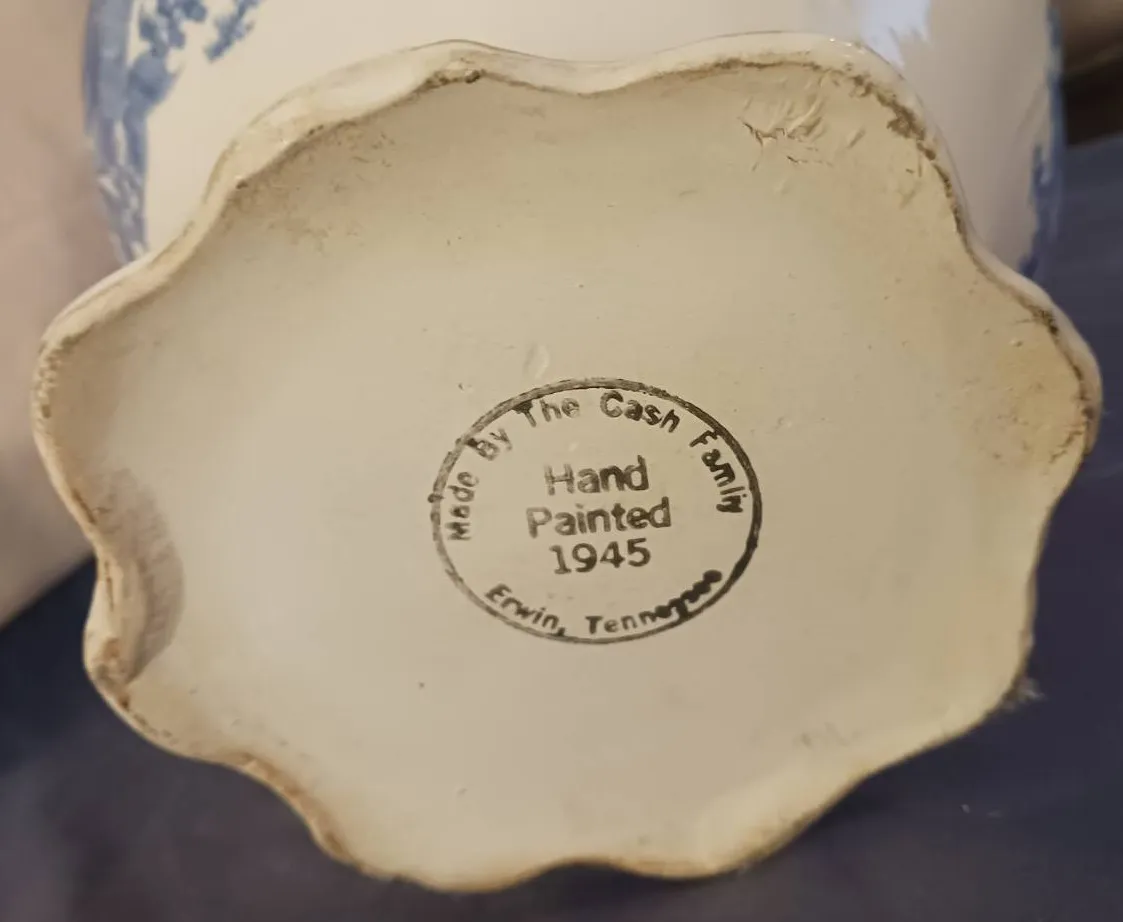 Made By The Cash Family
Hand
Painted
1945
Erwin, Tennessee